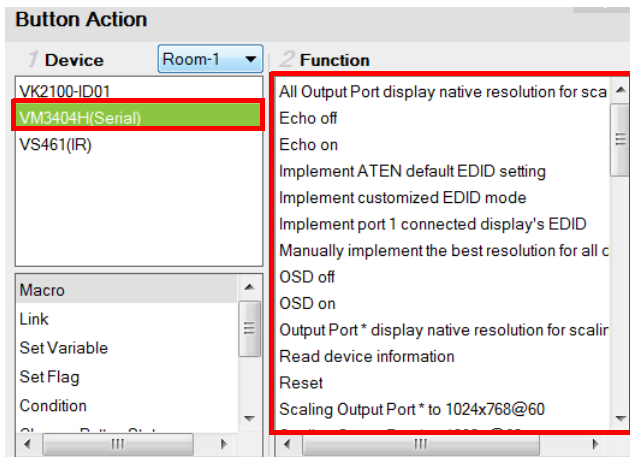 Button Action
1 Device
Room-1
VK2100-ID01
VM3404H(Serial)
VS461(IR)
Macro
Link
Set Variable
Set Flag
Condition
2 Function
All Output Port display native resolution for sca
Echo off
Echo on
Implement ATEN default EDID setting
Implement customized EDID mode
Implement port 1 connected display's EDID
Manually implement the best resolution for all c
OSD off
OSD on
Output Port * display native resolution for scalin
Read device information
Reset
Scaling Output Port * to 1024x768@60